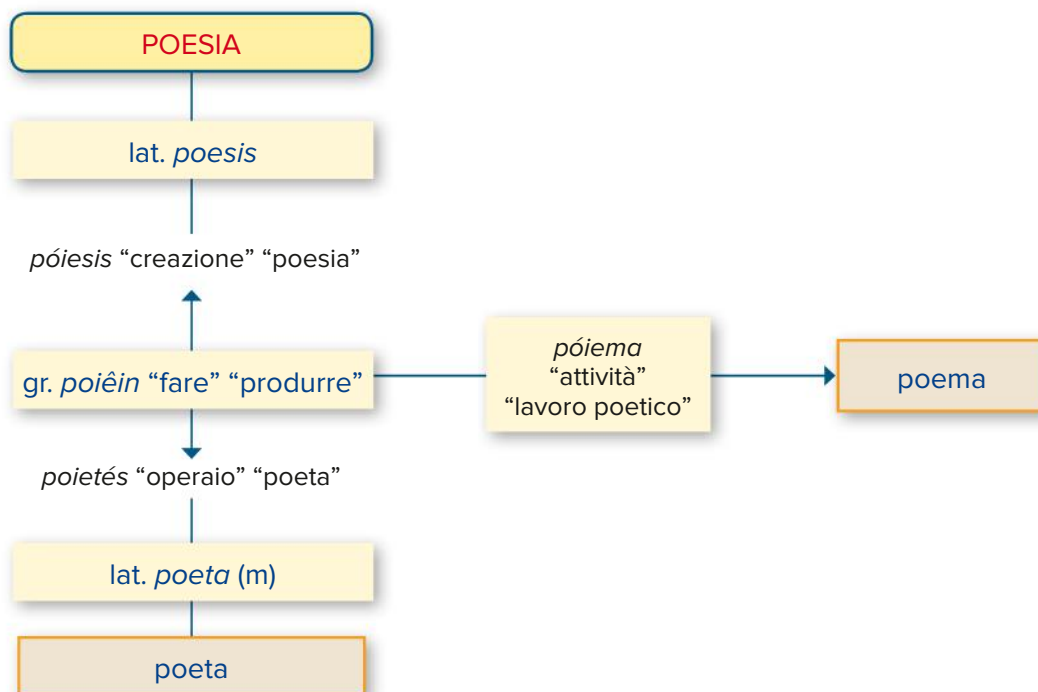 POESIA
lat. poesis
póiesis “creazione” “poesia”
gr. poiêin “fare” “produrre”
póiema
“attività”
“lavoro poetico”
poema
poietés “operaio” “poeta”
lat. poeta (m)
poeta